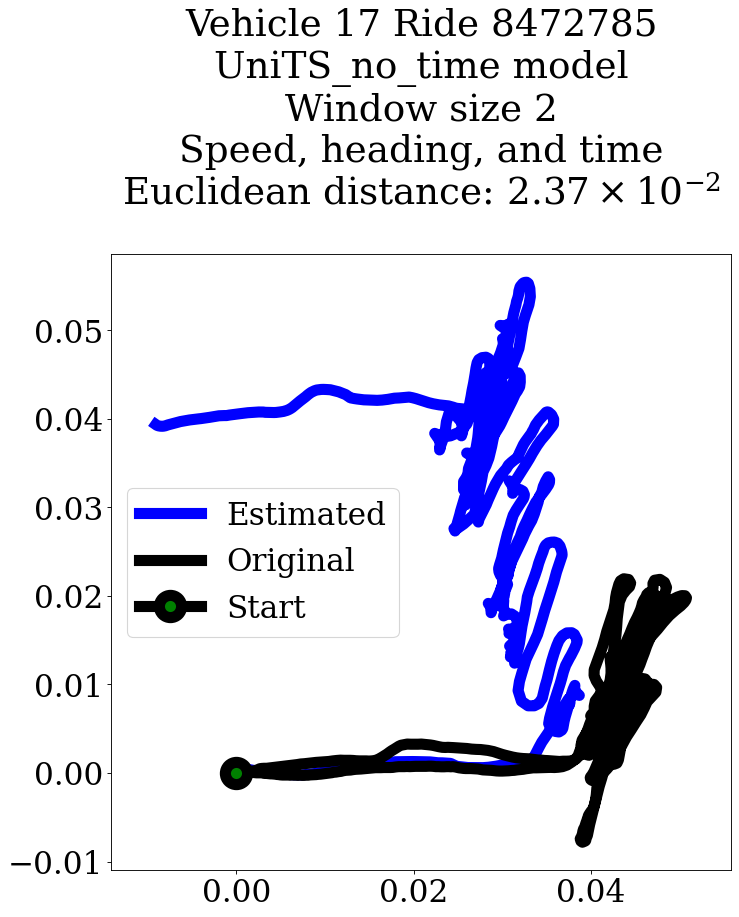 Vehicle 17 Ride 8472785
UniTS_no_time model
Window size 2
Speed, heading, and time
Euclidean distance: 2.37 × 10⁻²
0.05
0.04
0.03
0.02
0.01
0.00
−0.01
Estimated
Original
Start
0.00 0.02 0.04